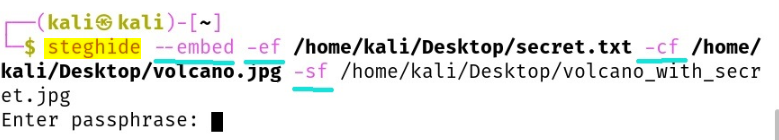 ┌──(kali㉿kali)-[~]
└─$ steghide --embed -ef /home/kali/Desktop/secret.txt -cf /home/
kali/Desktop/volcano.jpg -sf /home/kali/Desktop/volcano_with_secr
et.jpg
Enter passphrase: